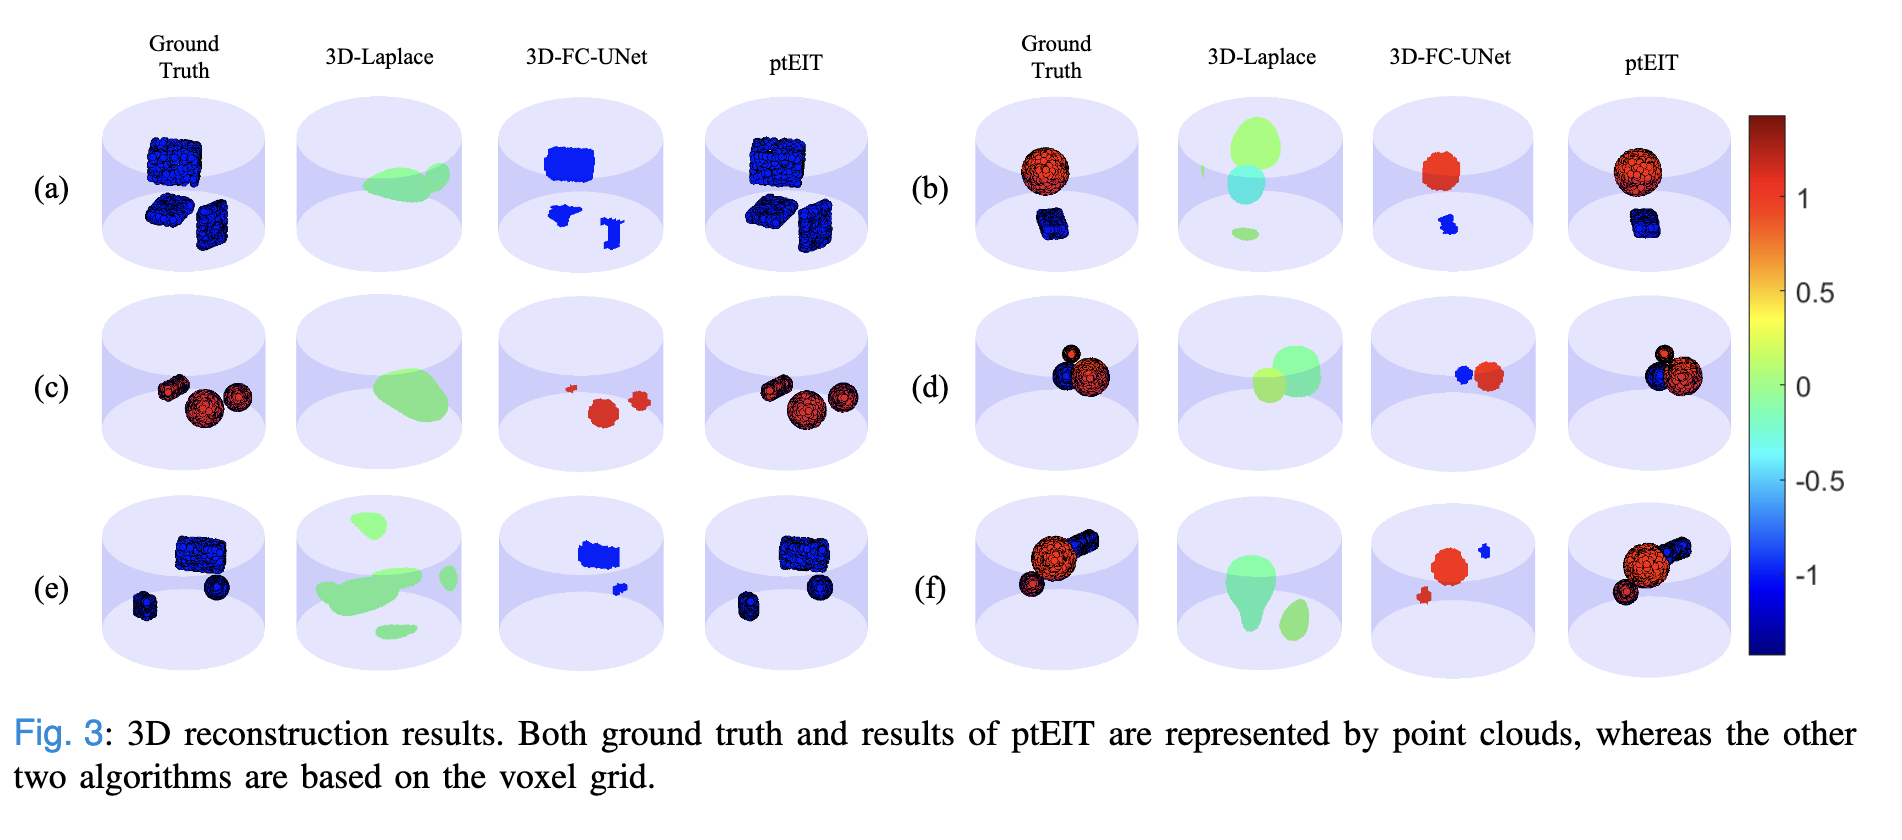 Ground Truth 3D-Laplace 3D-FC-UNet ptEIT Ground Truth 3D-Laplace 3D-FC-UNet ptEIT
(a) (b)
1
0.5
(c) (d) 0
-0.5
-1
(e) (f)
Fig. 3: 3D reconstruction results. Both ground truth and results of ptEIT are represented by point clouds, whereas the other
two algorithms are based on the voxel grid.